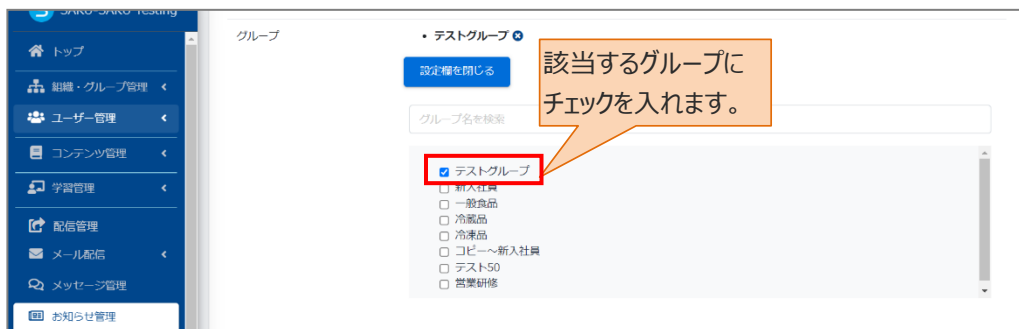 SAKU-SAKU Testing
トップ
組織・グループ管理
ユーザー管理
コンテンツ管理
学習管理
配信管理
メール配信
メッセージ管理
お知らせ管理
グループ
・ テストグループ
設定欄を閉じる
グループ名を検索
テストグループ
新入社員
一般食品
冷蔵品
冷凍品
コピー～新入社員
テスト50
営業研修
該当するグループに
チェックを入れます。